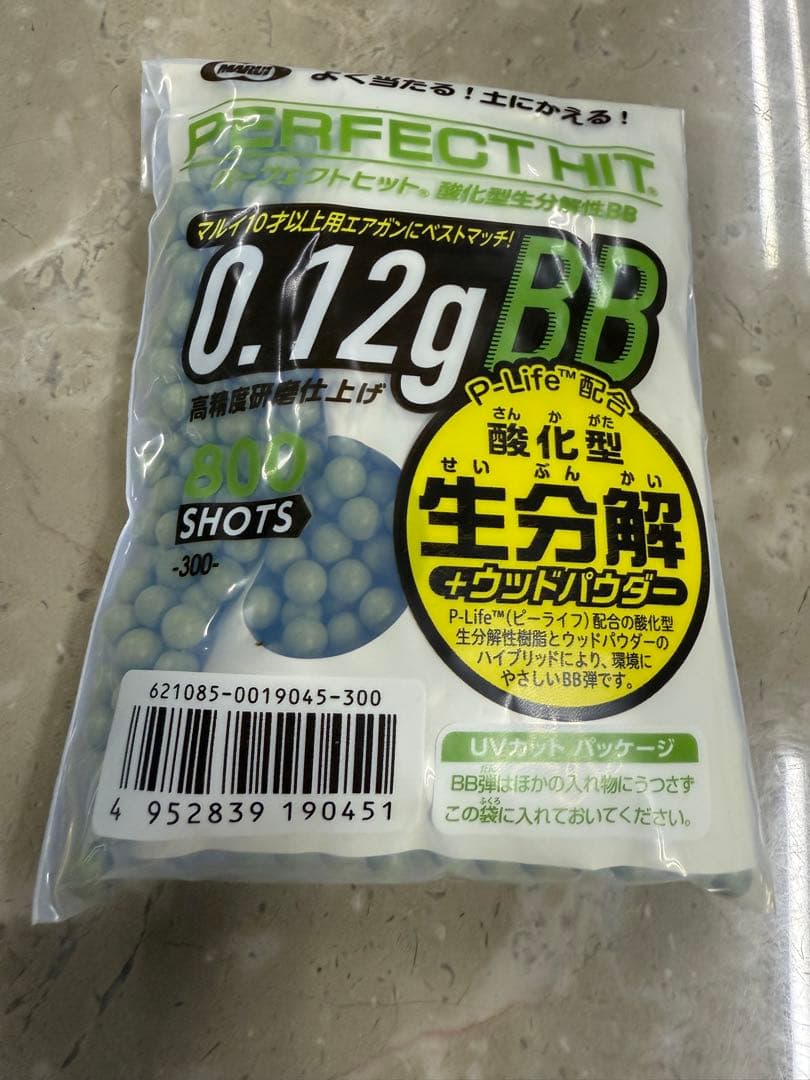 MARUI
よく当たる！土にかえる！
PERFECT HIT®
パーフェクトヒット® 酸化型生分解性BB
マルイ10才以上用エアガンにベストマッチ!
0.12g BB
高精度研磨仕上げ
800
SHOTS
-300-
P-Life™配合
さんかがた
酸化型
せいぶんかい
生分解
+ウッドパウダー
P-Life™(ピーライフ)配合の酸化型
生分解性樹脂とウッドパウダーの
ハイブリッドにより、環境に
やさしいBB弾です。
621085-0019045-300
4 952839 190451
UVカット パッケージ
だん
BB弾はほかの入れ物にうつさず
ふくろ
この袋に入れておいてください。